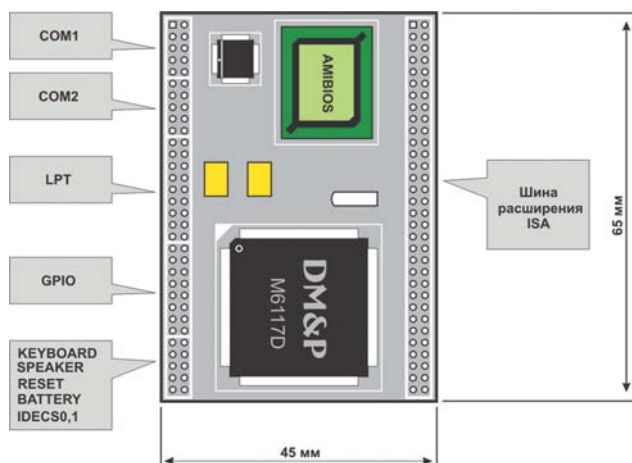 COM1
COM2
LPT
GPIO
KEYBOARD
SPEAKER
RESET
BATTERY
IDECS0,1
AMIBIOS
DM&P
M6117D
Шина
расширения
ISA
65 мм
45 мм